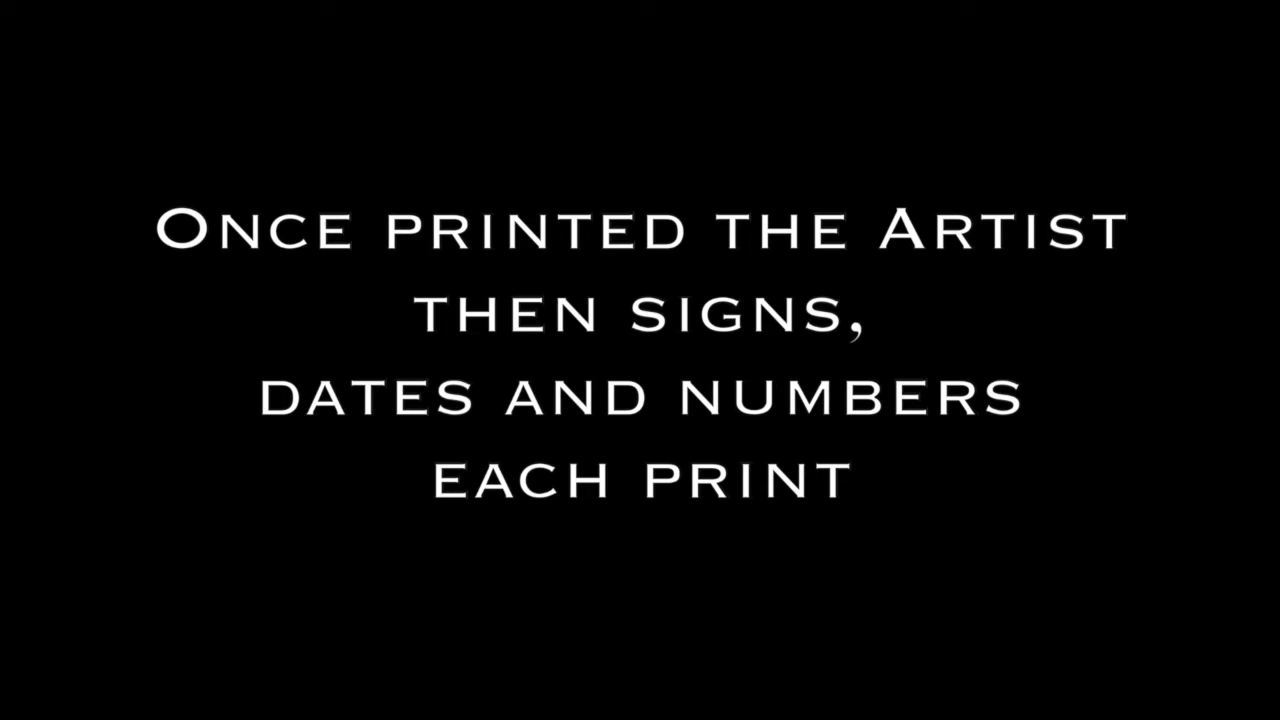 Once printed the Artist
then signs,
dates and numbers
each print